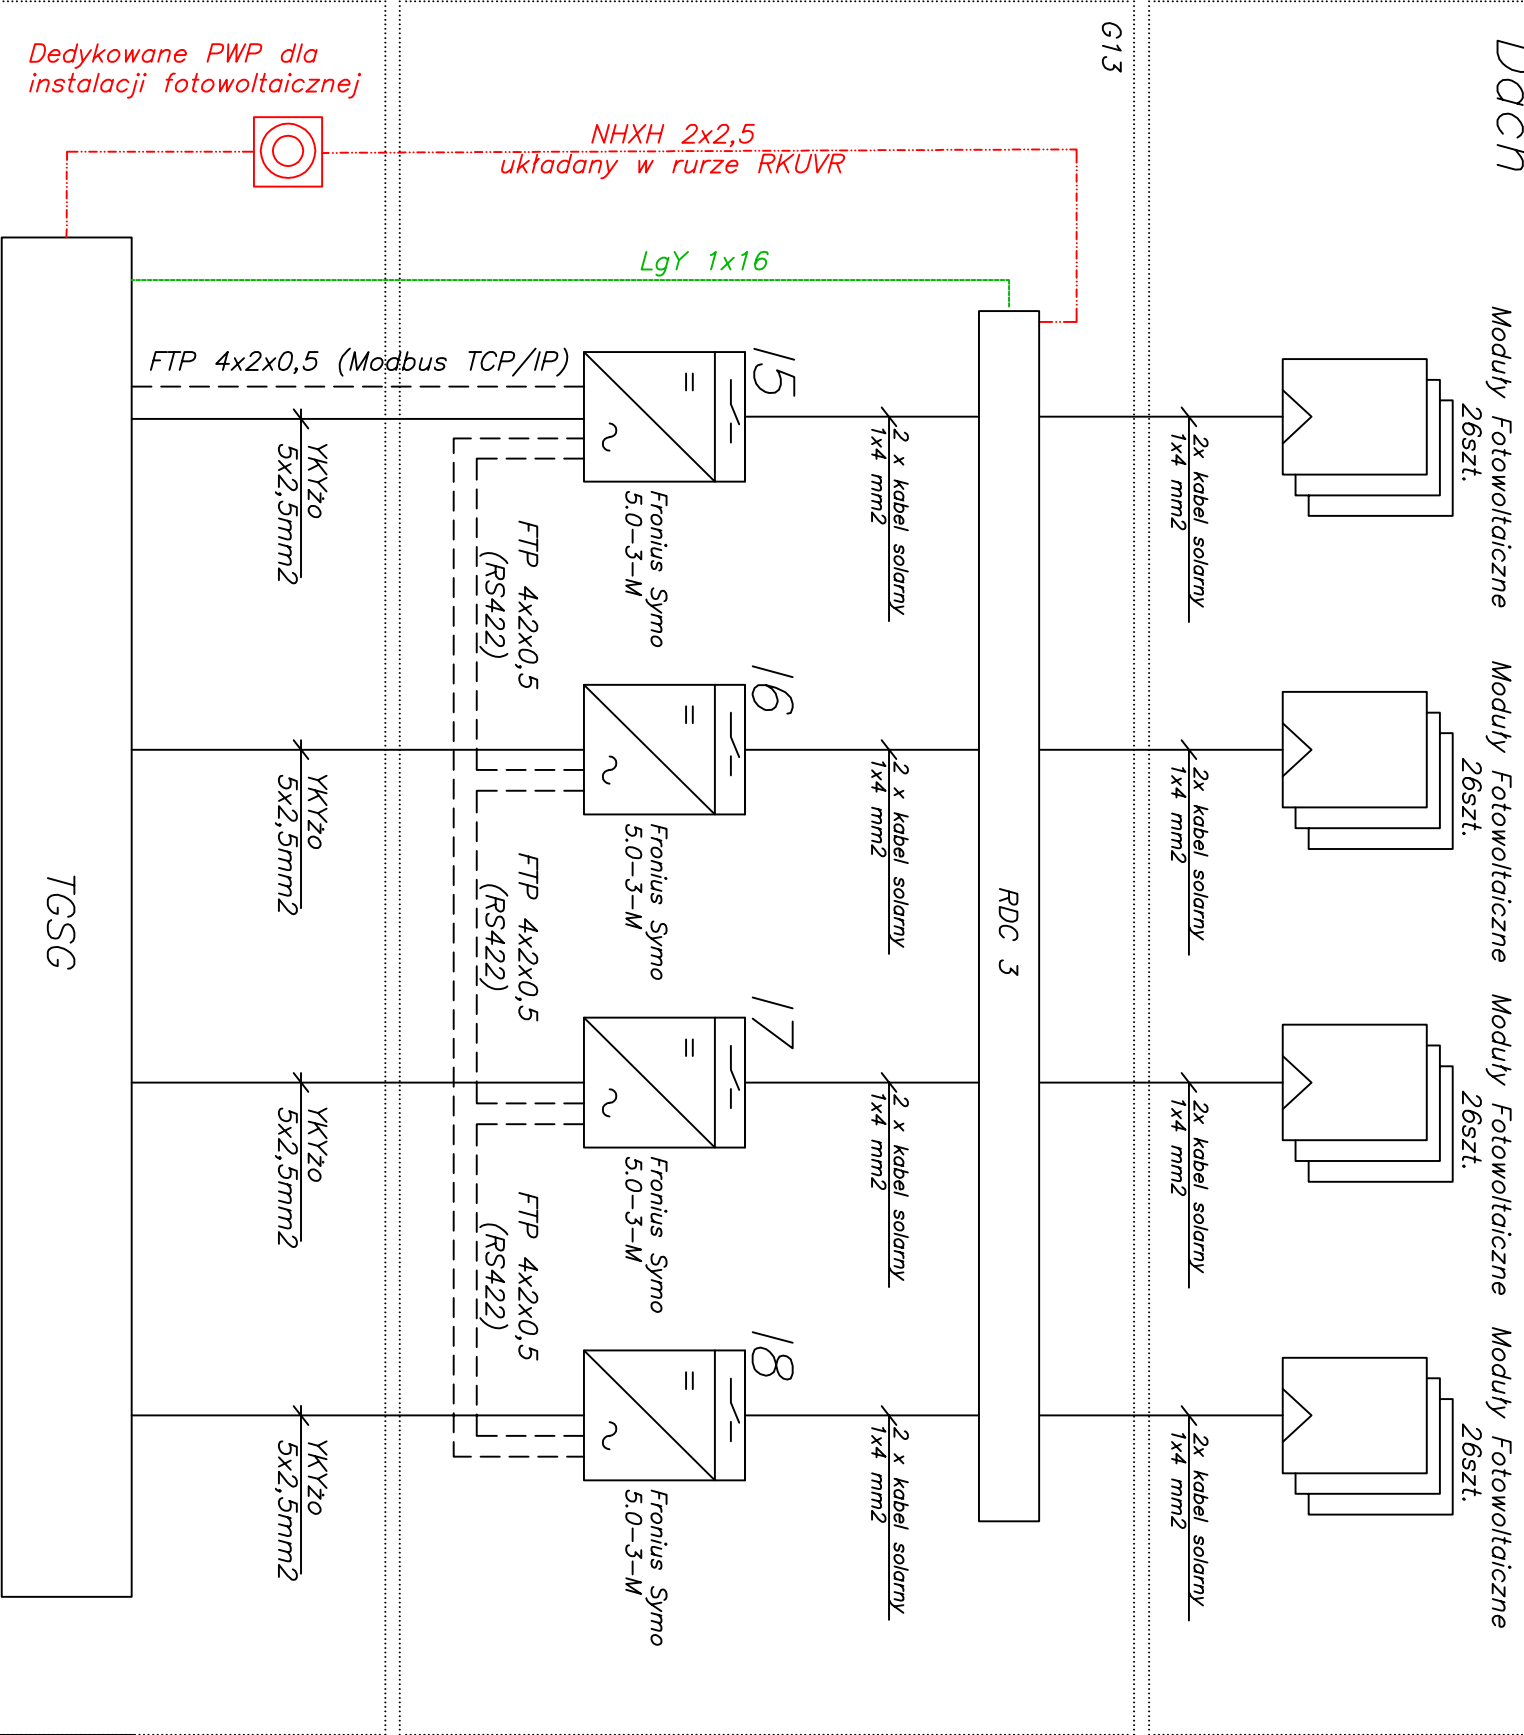 Dach
G13
Dedykowane PWP dla
instalacji fotowoltaicznej
NHXH 2x2,5
układany w rurze RKUVR
LgY 1x16
FTP 4x2x0,5 (Modbus TCP/IP)
Moduły Fotowoltaiczne
26szt.
Moduły Fotowoltaiczne
26szt.
Moduły Fotowoltaiczne
26szt.
Moduły Fotowoltaiczne
26szt.
2x kabel solarny
1x4 mm2
2x kabel solarny
1x4 mm2
2x kabel solarny
1x4 mm2
2x kabel solarny
1x4 mm2
RDC 3
2 x kabel solarny
1x4 mm2
2 x kabel solarny
1x4 mm2
2 x kabel solarny
1x4 mm2
2 x kabel solarny
1x4 mm2
I5
I6
I7
I8
Fronius Symo
5.0-3-M
Fronius Symo
5.0-3-M
Fronius Symo
5.0-3-M
Fronius Symo
5.0-3-M
FTP 4x2x0,5
(RS422)
FTP 4x2x0,5
(RS422)
FTP 4x2x0,5
(RS422)
YKYżo
5x2,5mm2
YKYżo
5x2,5mm2
YKYżo
5x2,5mm2
YKYżo
5x2,5mm2
TGSG